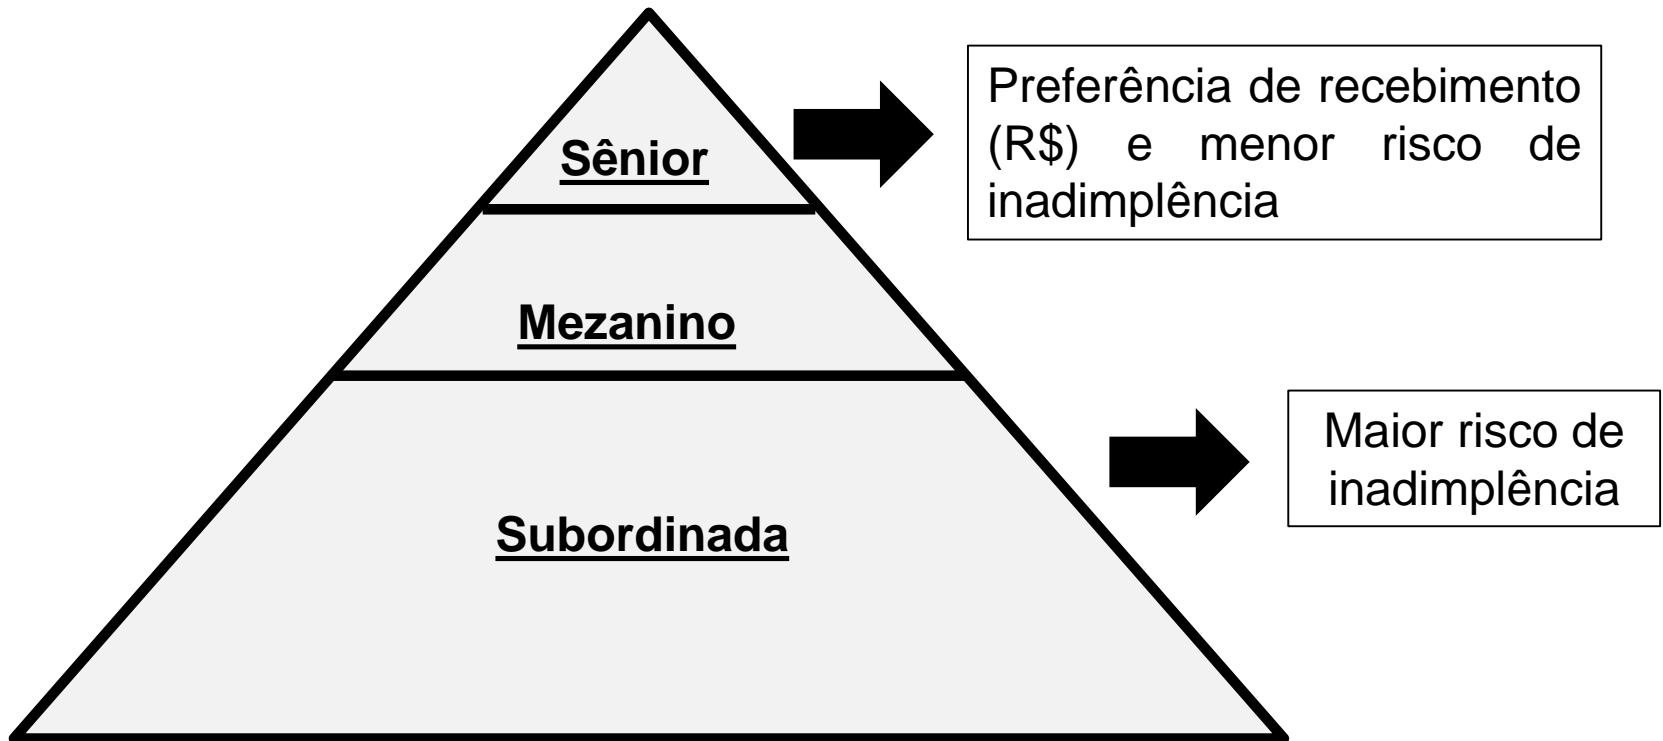 Sênior
Preferência de recebimento
(R$) e menor risco de
inadimplência
Mezanino
Maior risco de
inadimplência
Subordinada